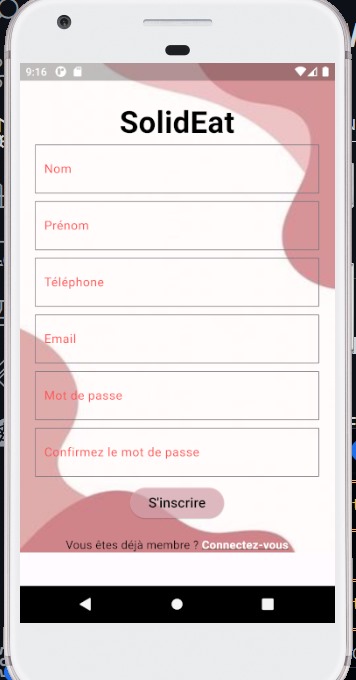 9:16
SolidEat
Nom
Prénom
Téléphone
Email
Mot de passe
Confirmez le mot de passe
S'inscrire
Vous êtes déjà membre ? Connectez-vous